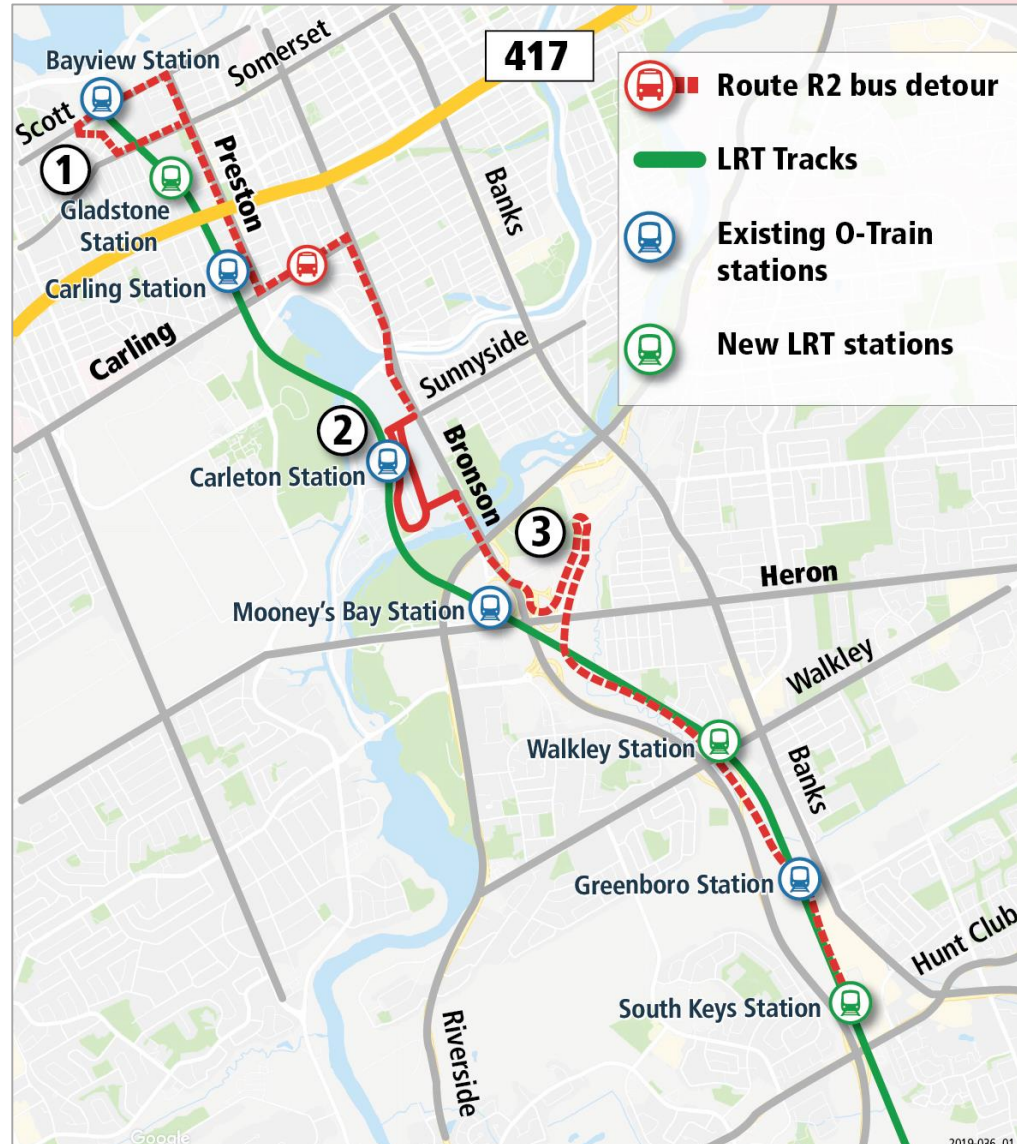 417
Route R2 bus detour
LRT Tracks
Existing O-Train
stations
New LRT stations
Bayview Station
Somerset
Scott
1
Preston
Banks
Gladstone
Station
Carling Station
Carling
Sunnyside
2
Bronson
Carleton Station
3
Heron
Mooney's Bay Station
Walkley
Walkley Station
Banks
Greenboro Station
Hunt Club
South Keys Station
Riverside
Google
2019-036_01